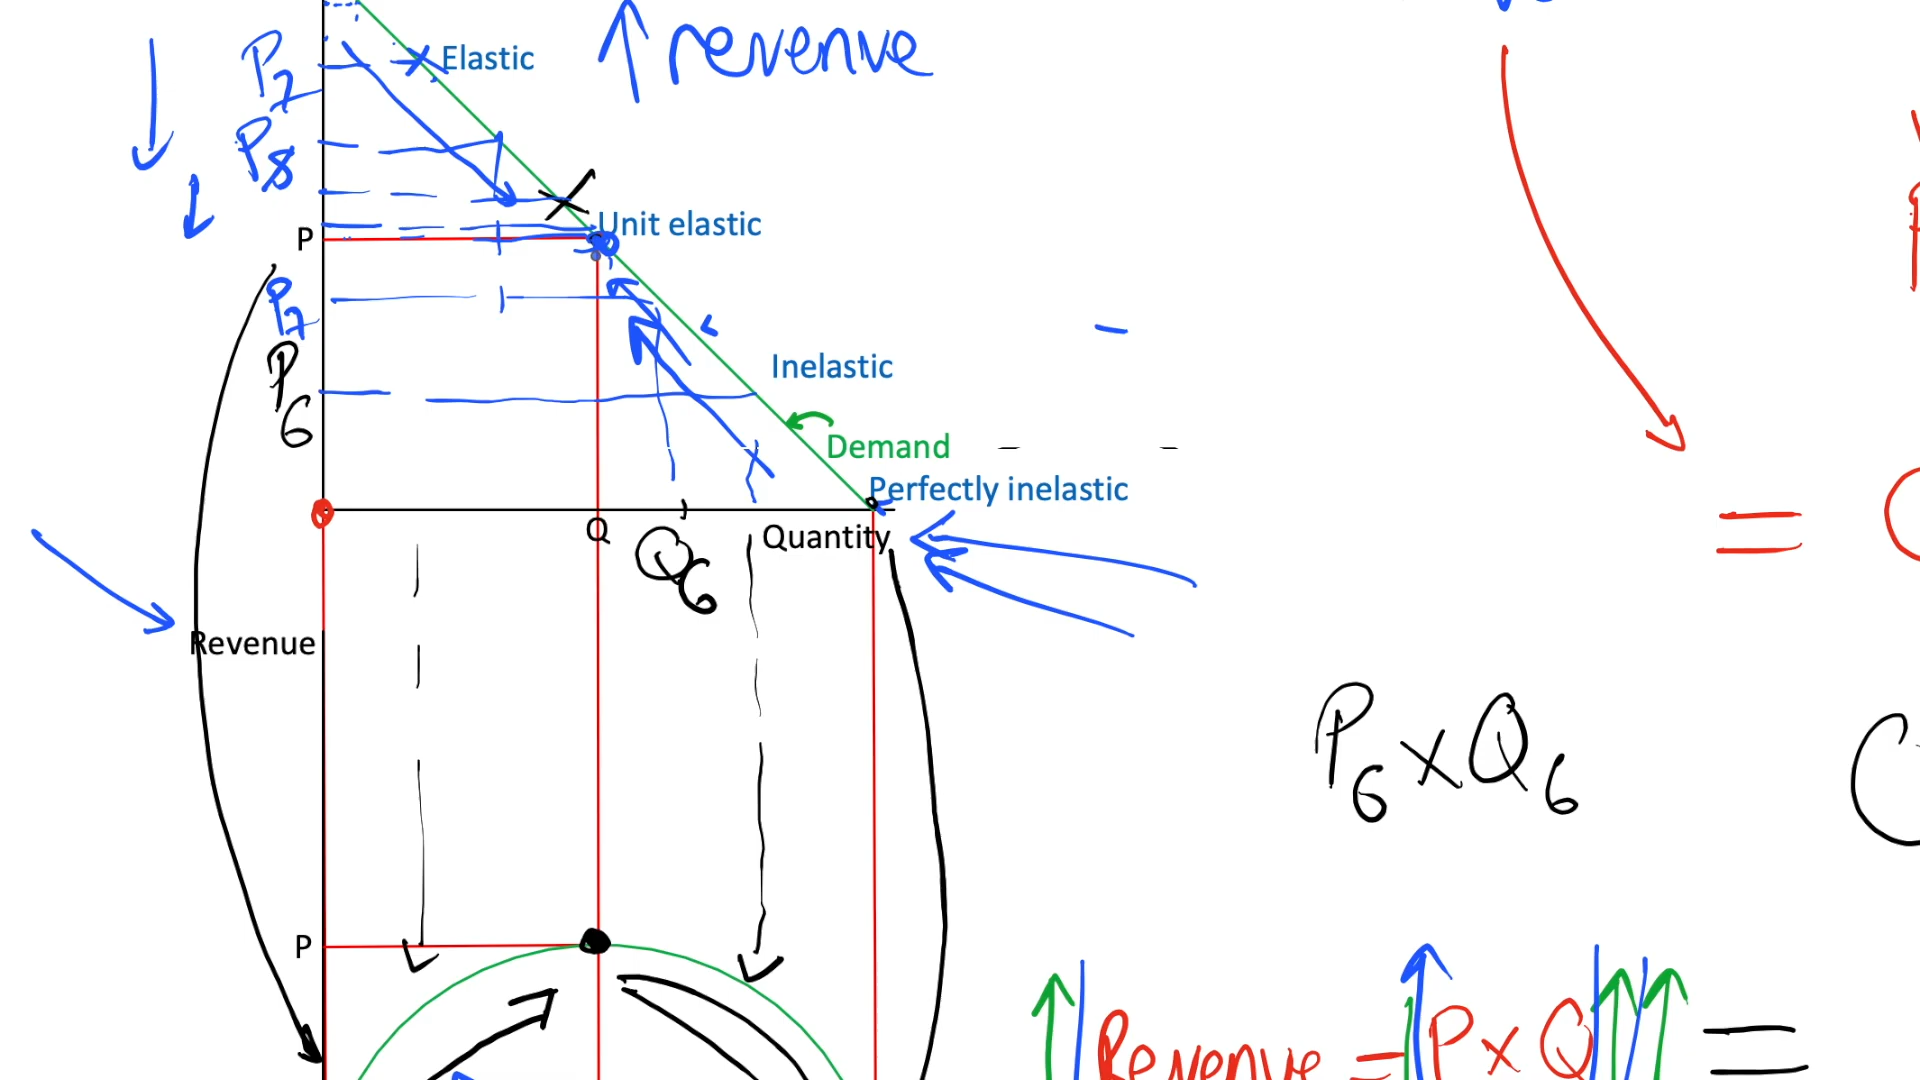 ↑ revenue
Elastic
P7
P8
Unit elastic
P
P7
P6
Inelastic
Demand
Perfectly inelastic
Q
Quantity
Q6
=
Revenue
P6 x Q6
P
Revenue = P x Q =